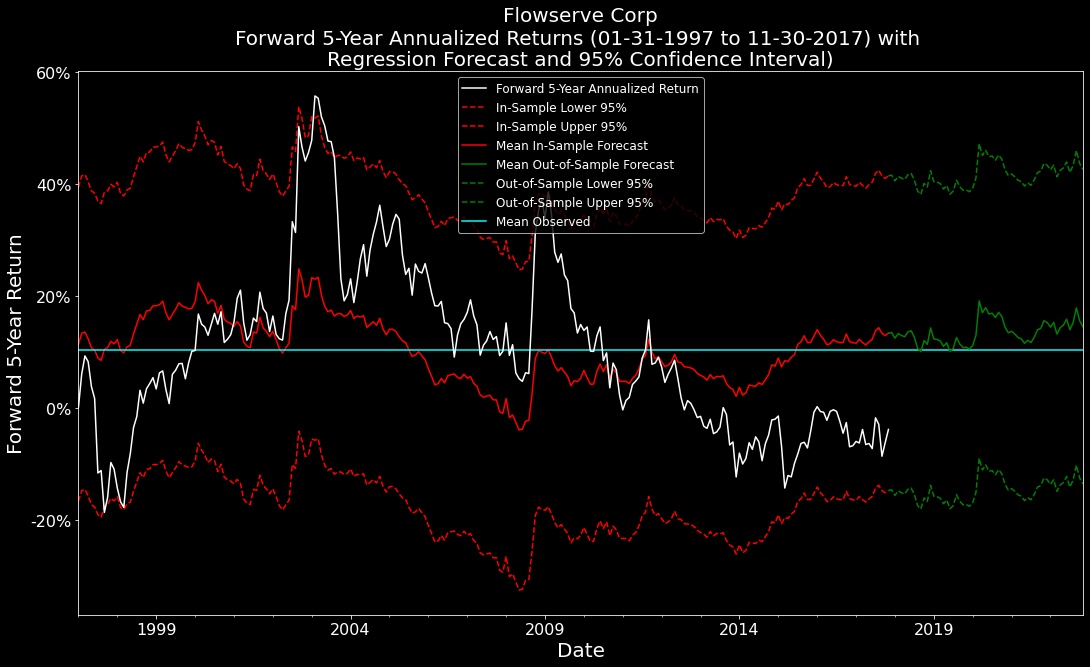 Flowserve Corp
Forward 5-Year Annualized Returns (01-31-1997 to 11-30-2017) with
Regression Forecast and 95% Confidence Interval)
Forward 5-Year Annualized Return
In-Sample Lower 95%
In-Sample Upper 95%
Mean In-Sample Forecast
Mean Out-of-Sample Forecast
Out-of-Sample Lower 95%
Out-of-Sample Upper 95%
Mean Observed
Forward 5-Year Return
60%
40%
20%
0%
-20%
1999 2004 2009 2014 2019
Date